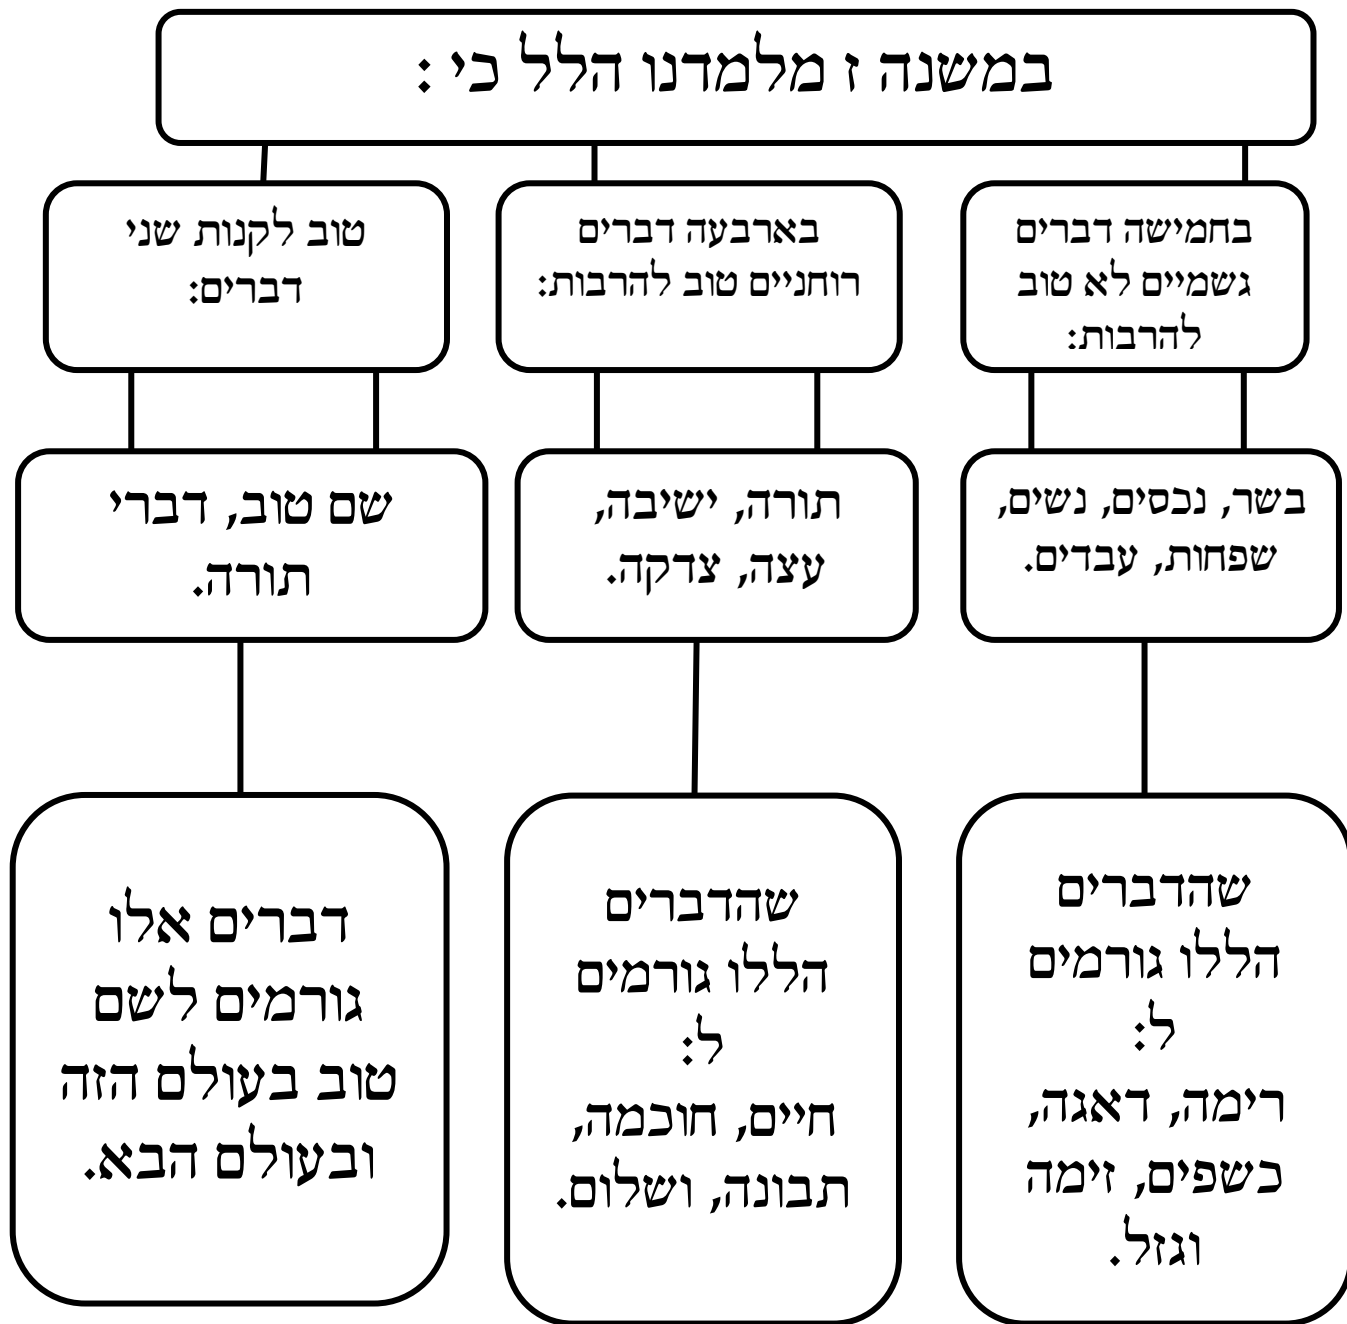 במשנה ז מלמדנו הלל כי :
בחמישה דברים
גשמיים לא טוב
להרבות:
בארבעה דברים
רוחניים טוב להרבות:
טוב לקנות שני
דברים:
בשר, נכסים, נשים,
שפחות, עבדים.
תורה, ישיבה,
עצה, צדקה.
שם טוב, דברי
תורה.
שהדברים
הללו גורמים
ל:
רימה, דאגה,
כשפים, זימה
וגזל.
שהדברים
הללו גורמים
ל:
חיים, חוכמה,
תבונה, ושלום.
דברים אלו
גורמים לשם
טוב בעולם הזה
ובעולם הבא.